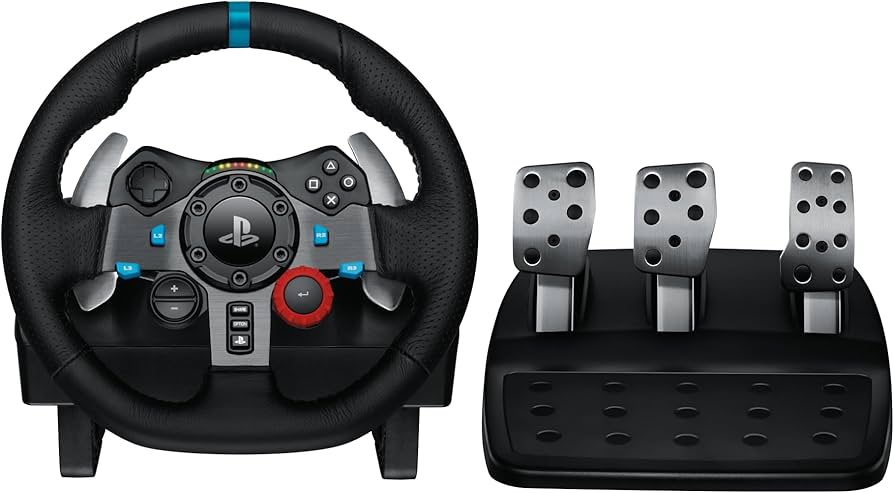 L2
R2
L3
R3
+
−
SHARE
OPTION